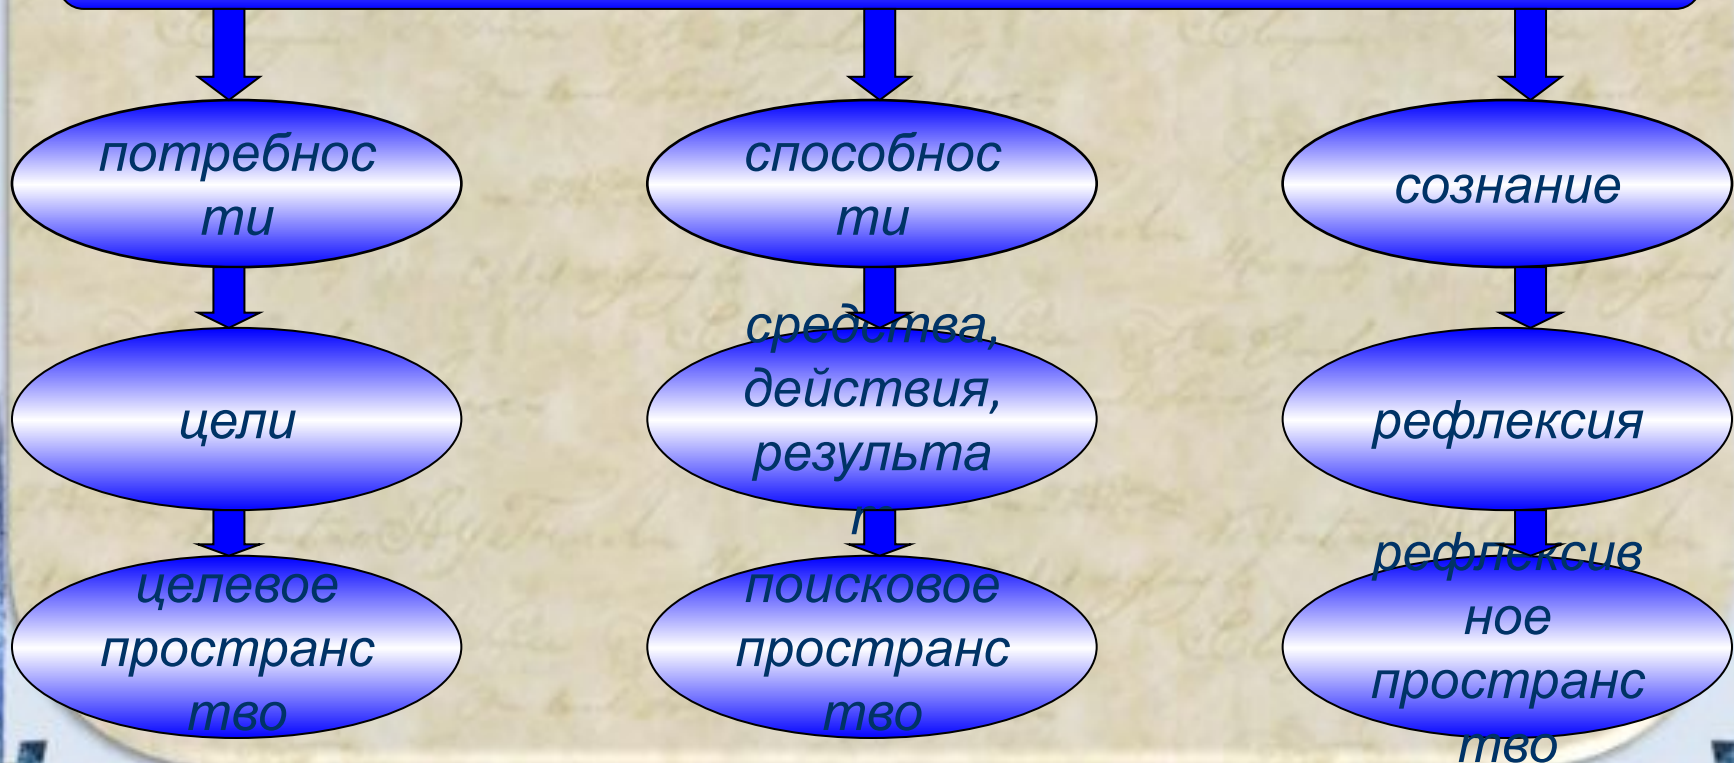 потребнос
ти
способнос
ти
сознание
цели
средства,
действия,
результа
рефлексия
целевое
пространс
тво
поисковое
пространс
тво
рефлексив
ное
пространс
тво